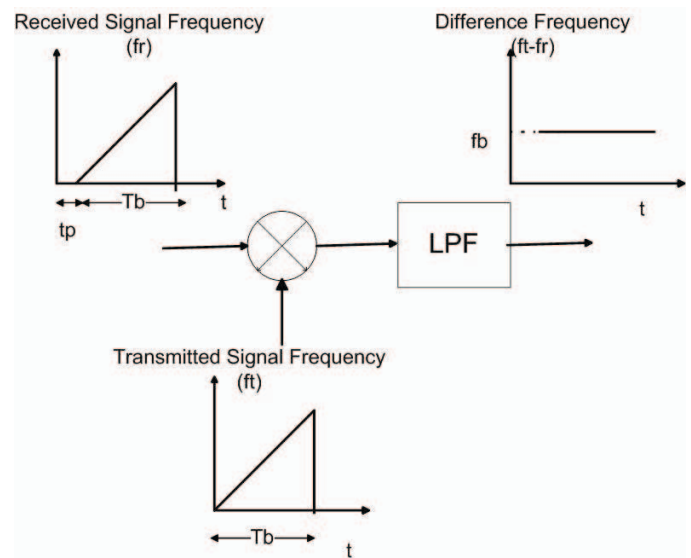 Received Signal Frequency
(fr)
Tb
t
tp
Difference Frequency
(ft-fr)
fb
t
LPF
Transmitted Signal Frequency
(ft)
Tb
t